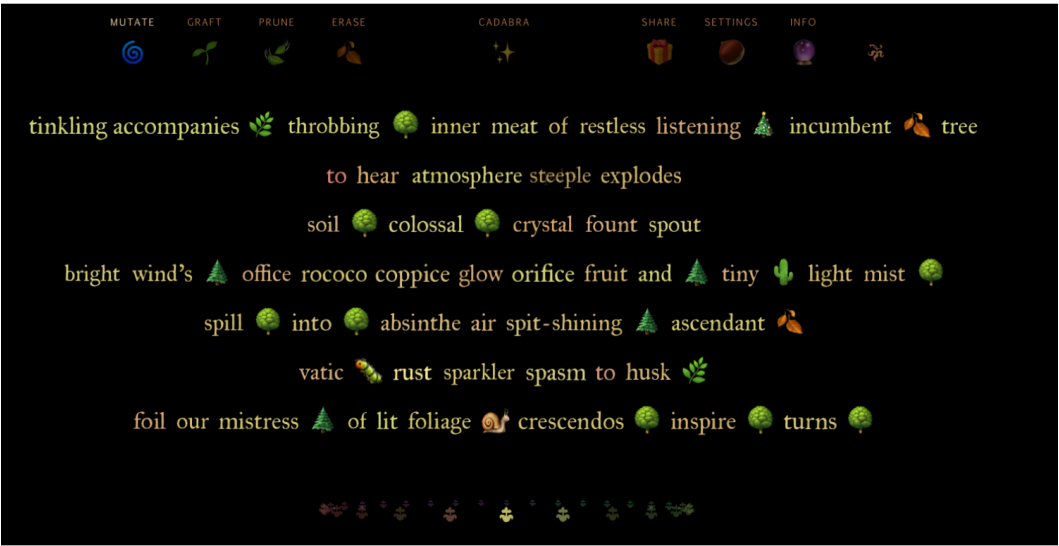 MUTATE GRAFT PRUNE ERASE CADABRA SHARE SETTINGS INFO
tinkling accompanies throbbing inner meat of restless listening incumbent tree
to hear atmosphere steeple explodes
soil colossal crystal fount spout
bright wind's office rococo coppice glow orifice fruit and tiny light mist
spill into absinthe air spit-shining ascendant
vatic rust sparkler spasm to husk
foil our mistress of lit foliage crescendos inspire turns